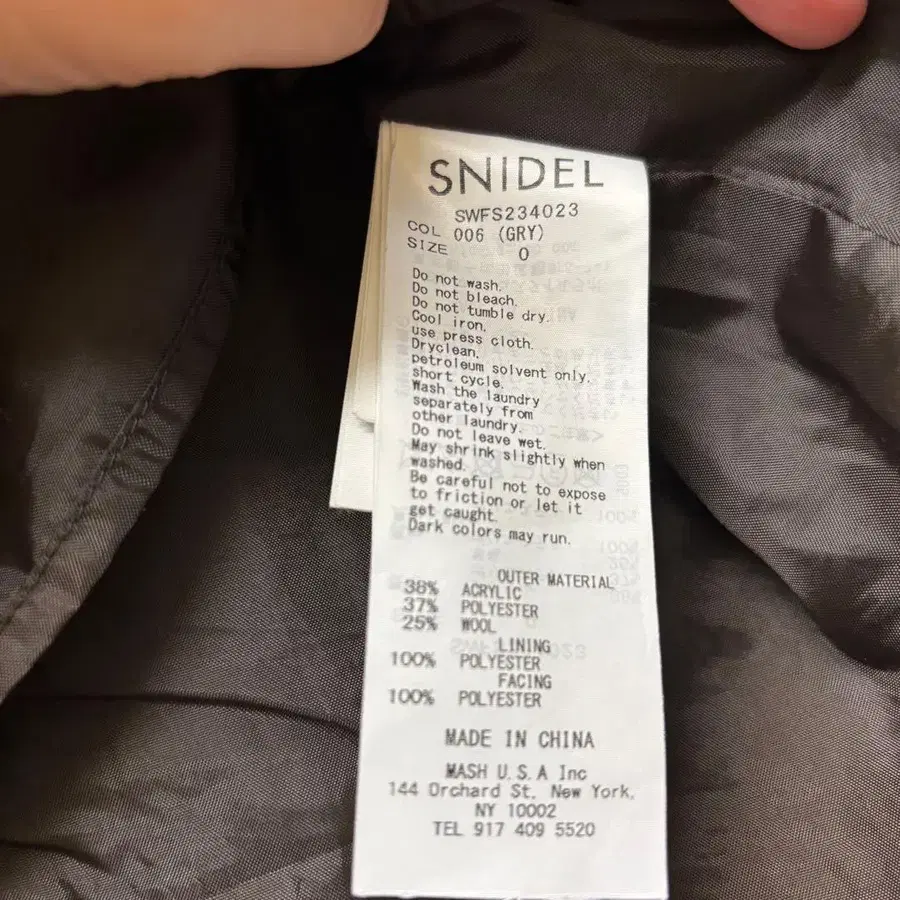 SNIDEL
SWFS234023
COL 006 (GRY)
SIZE 0
Do not wash.
Do not bleach.
Do not tumble dry.
Cool iron.
use press cloth.
Dryclean.
petroleum solvent only.
short cycle.
Wash the laundry
separately from
other laundry.
Do not leave wet.
May shrink slightly when
washed.
Be careful not to expose
to friction or let it
get caught.
Dark colors may run.
OUTER MATERIAL
38% ACRYLIC
37% POLYESTER
25% WOOL
LINING
100% POLYESTER
FACING
100% POLYESTER
MADE IN CHINA
MASH U.S.A Inc
144 Orchard St. New York,
NY 10002
TEL 917 409 5520